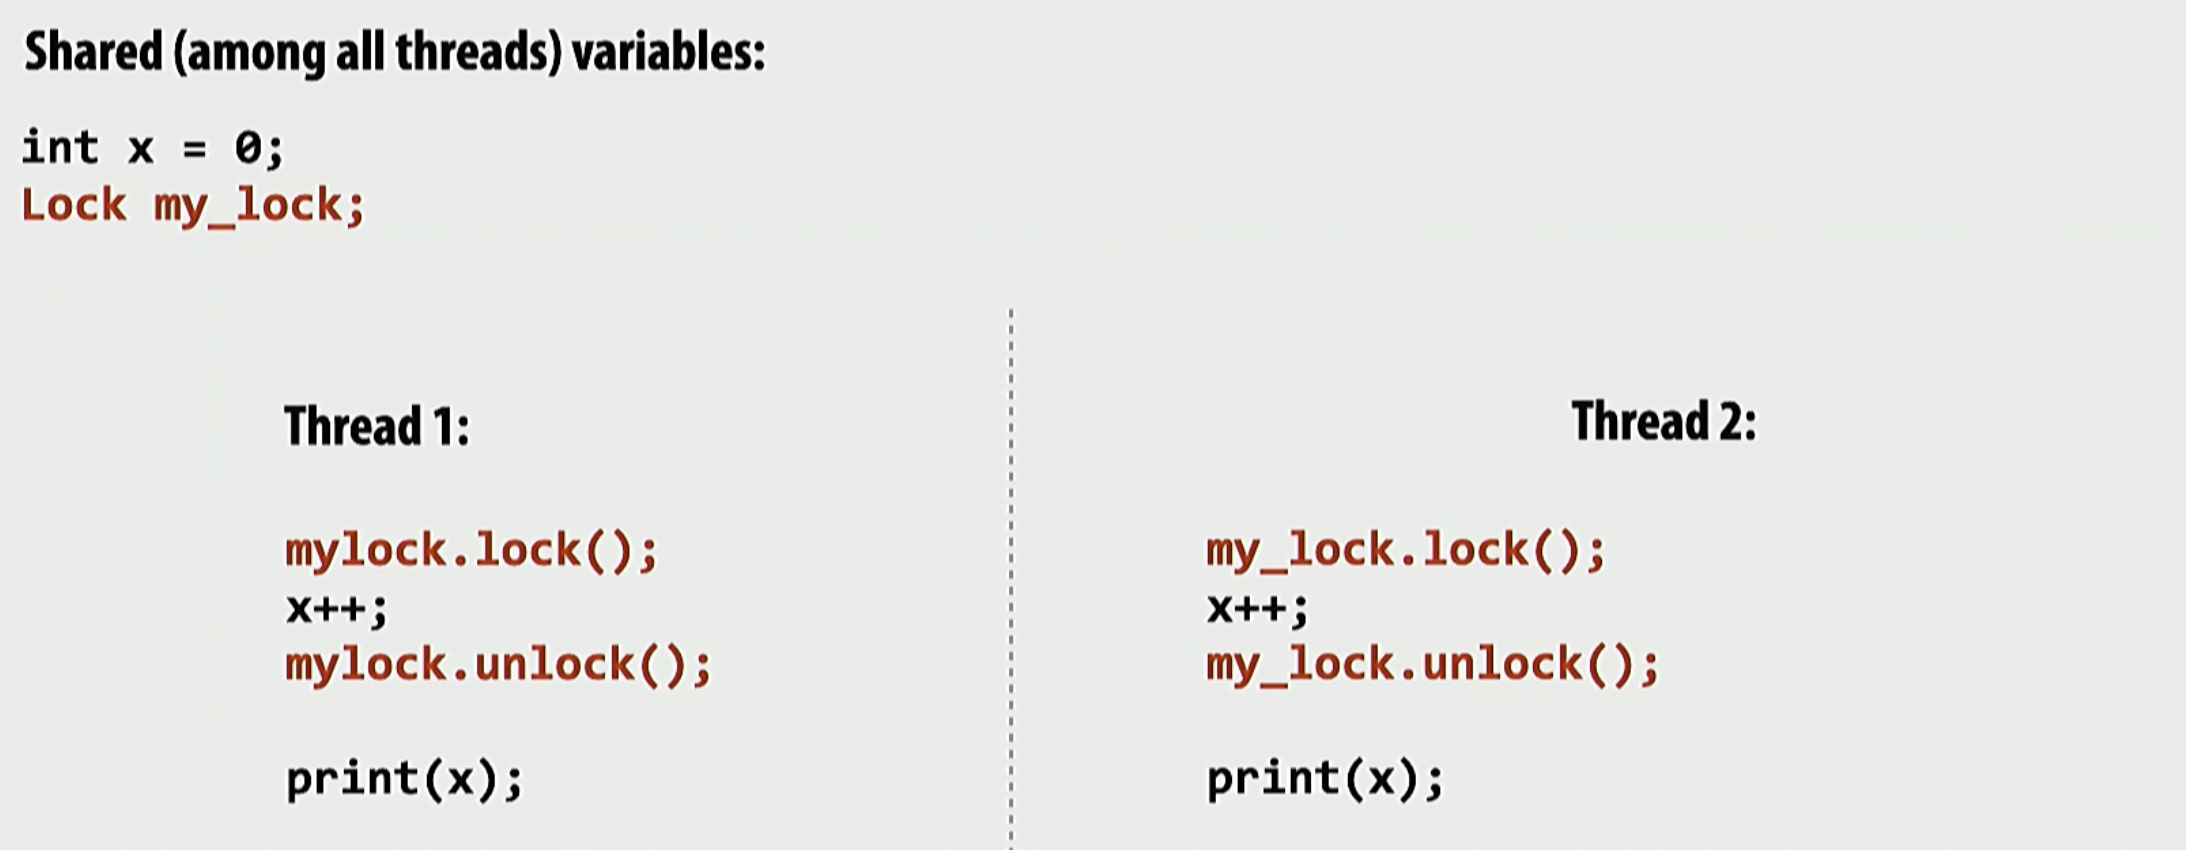 Shared (among all threads) variables:
int x = 0;
Lock my_lock;
Thread 1:
mylock.lock();
x++;
mylock.unlock();
print(x);
Thread 2:
my_lock.lock();
x++;
my_lock.unlock();
print(x);